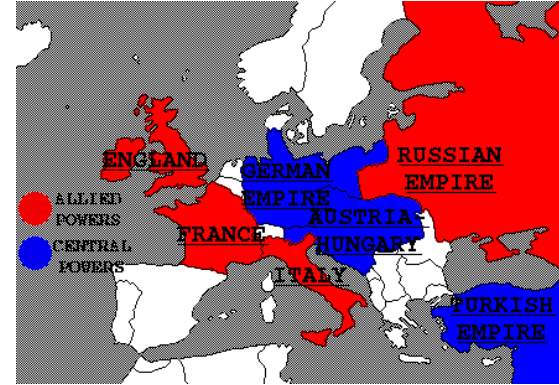 ENGLAND
GERMAN
EMPIRE
RUSSIAN
EMPIRE
ALLIED
POWERS
FRANCE
AUSTRIA-
HUNGARY
CENTRAL
POWERS
ITALY
TURKISH
EMPIRE